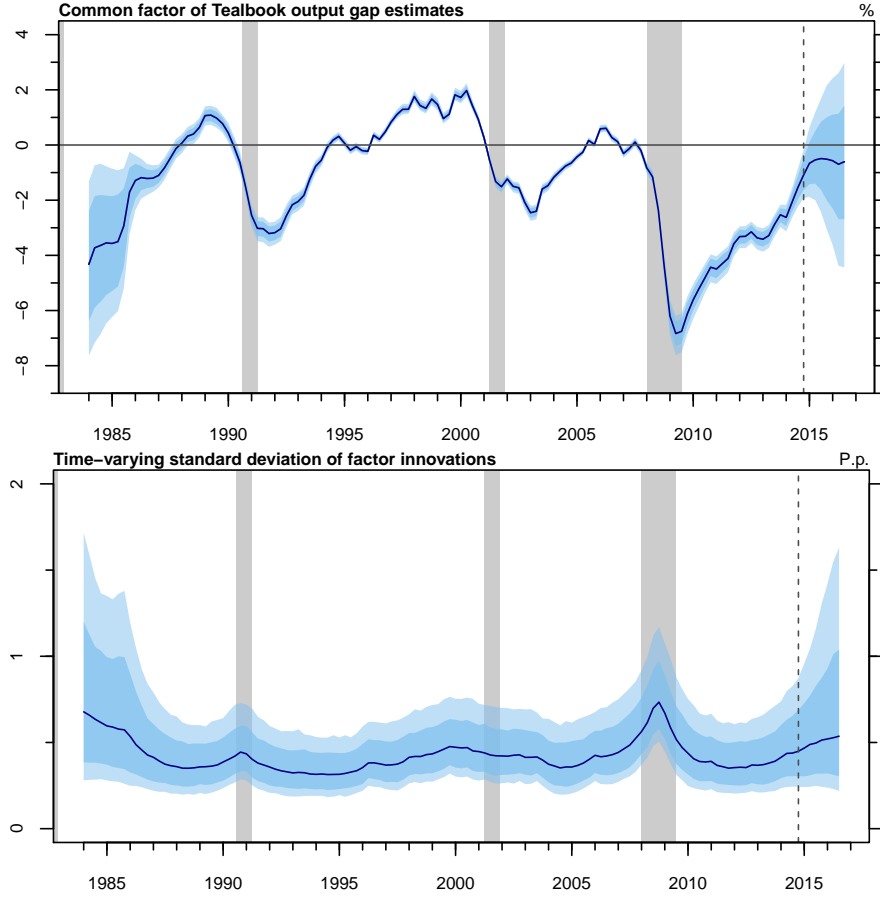 Common factor of Tealbook output gap estimates %
4
2
0
−2
−4
−6
−8
1985 1990 1995 2000 2005 2010 2015
Time−varying standard deviation of factor innovations P.p.
2
1
0
1985 1990 1995 2000 2005 2010 2015